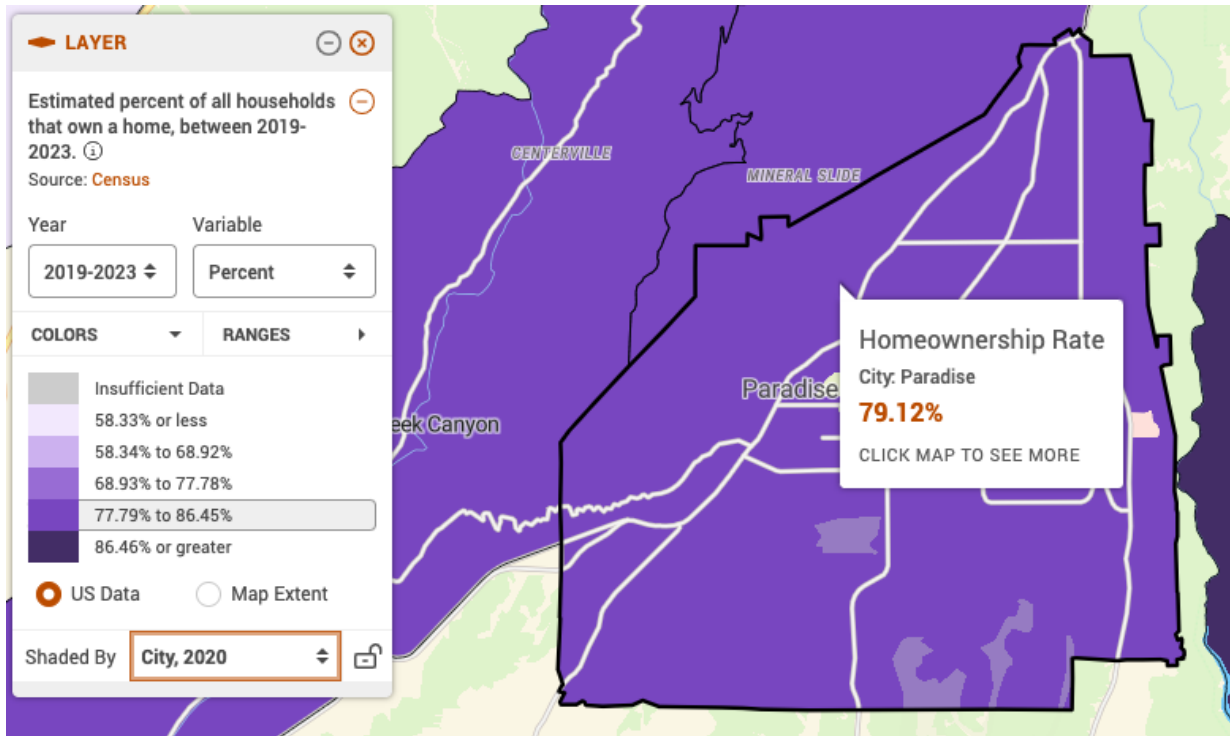 LAYER
Estimated percent of all households
that own a home, between 2019-
2023.
Source: Census
Year Variable
2019-2023 Percent
COLORS RANGES
Insufficient Data
58.33% or less
58.34% to 68.92%
68.93% to 77.78%
77.79% to 86.45%
86.46% or greater
US Data Map Extent
Shaded By City, 2020
CENTERVILLE
MINERAL SLIDE
eek Canyon
Paradise
Homeownership Rate
City: Paradise
79.12%
CLICK MAP TO SEE MORE